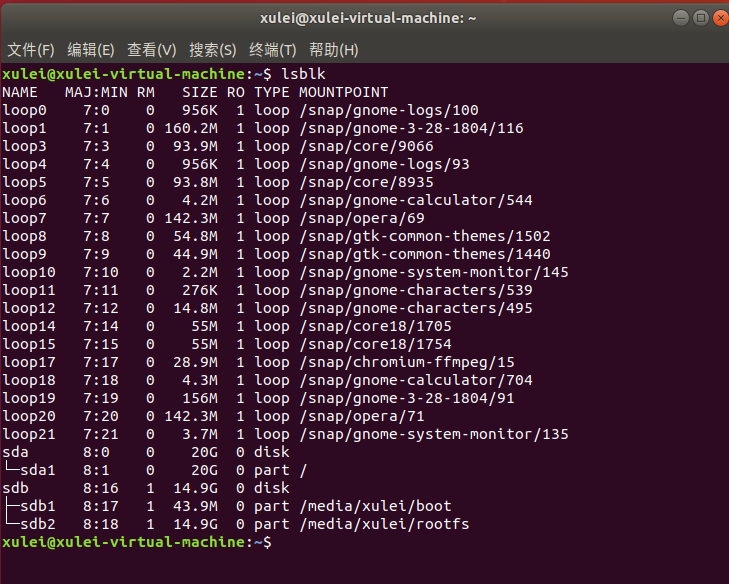 xulei@xulei-virtual-machine: ~
文件(F) 编辑(E) 查看(V) 搜索(S) 终端(T) 帮助(H)
xulei@xulei-virtual-machine:~$ lsblk
NAME   MAJ:MIN RM   SIZE RO TYPE MOUNTPOINT
loop0    7:0    0   956K  1 loop /snap/gnome-logs/100
loop1    7:1    0 160.2M  1 loop /snap/gnome-3-28-1804/116
loop3    7:3    0  93.9M  1 loop /snap/core/9066
loop4    7:4    0   956K  1 loop /snap/gnome-logs/93
loop5    7:5    0  93.8M  1 loop /snap/core/8935
loop6    7:6    0   4.2M  1 loop /snap/gnome-calculator/544
loop7    7:7    0 142.3M  1 loop /snap/opera/69
loop8    7:8    0  54.8M  1 loop /snap/gtk-common-themes/1502
loop9    7:9    0  44.9M  1 loop /snap/gtk-common-themes/1440
loop10   7:10   0   2.2M  1 loop /snap/gnome-system-monitor/145
loop11   7:11   0   276K  1 loop /snap/gnome-characters/539
loop12   7:12   0  14.8M  1 loop /snap/gnome-characters/495
loop14   7:14   0    55M  1 loop /snap/core18/1705
loop15   7:15   0    55M  1 loop /snap/core18/1754
loop17   7:17   0  28.9M  1 loop /snap/chromium-ffmpeg/15
loop18   7:18   0   4.3M  1 loop /snap/gnome-calculator/704
loop19   7:19   0   156M  1 loop /snap/gnome-3-28-1804/91
loop20   7:20   0 142.3M  1 loop /snap/opera/71
loop21   7:21   0   3.7M  1 loop /snap/gnome-system-monitor/135
sda      8:0    0    20G  0 disk
└─sda1   8:1    0    20G  0 part /
sdb      8:16   1  14.9G  0 disk
├─sdb1   8:17   1  43.9M  0 part /media/xulei/boot
└─sdb2   8:18   1  14.9G  0 part /media/xulei/rootfs
xulei@xulei-virtual-machine:~$